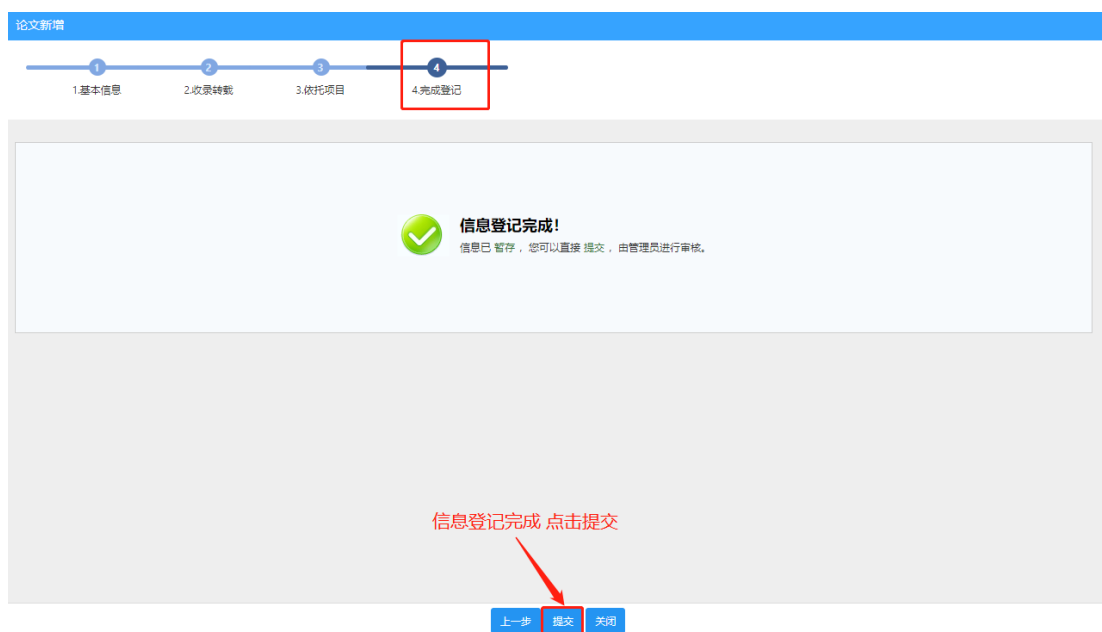 论文新增
1 2 3 4
1.基本信息 2.收录转载 3.依托项目 4.完成登记
信息登记完成！
信息已 暂存 ，您可以直接 提交 ，由管理员进行审核。
信息登记完成 点击提交
上一步 提交 关闭